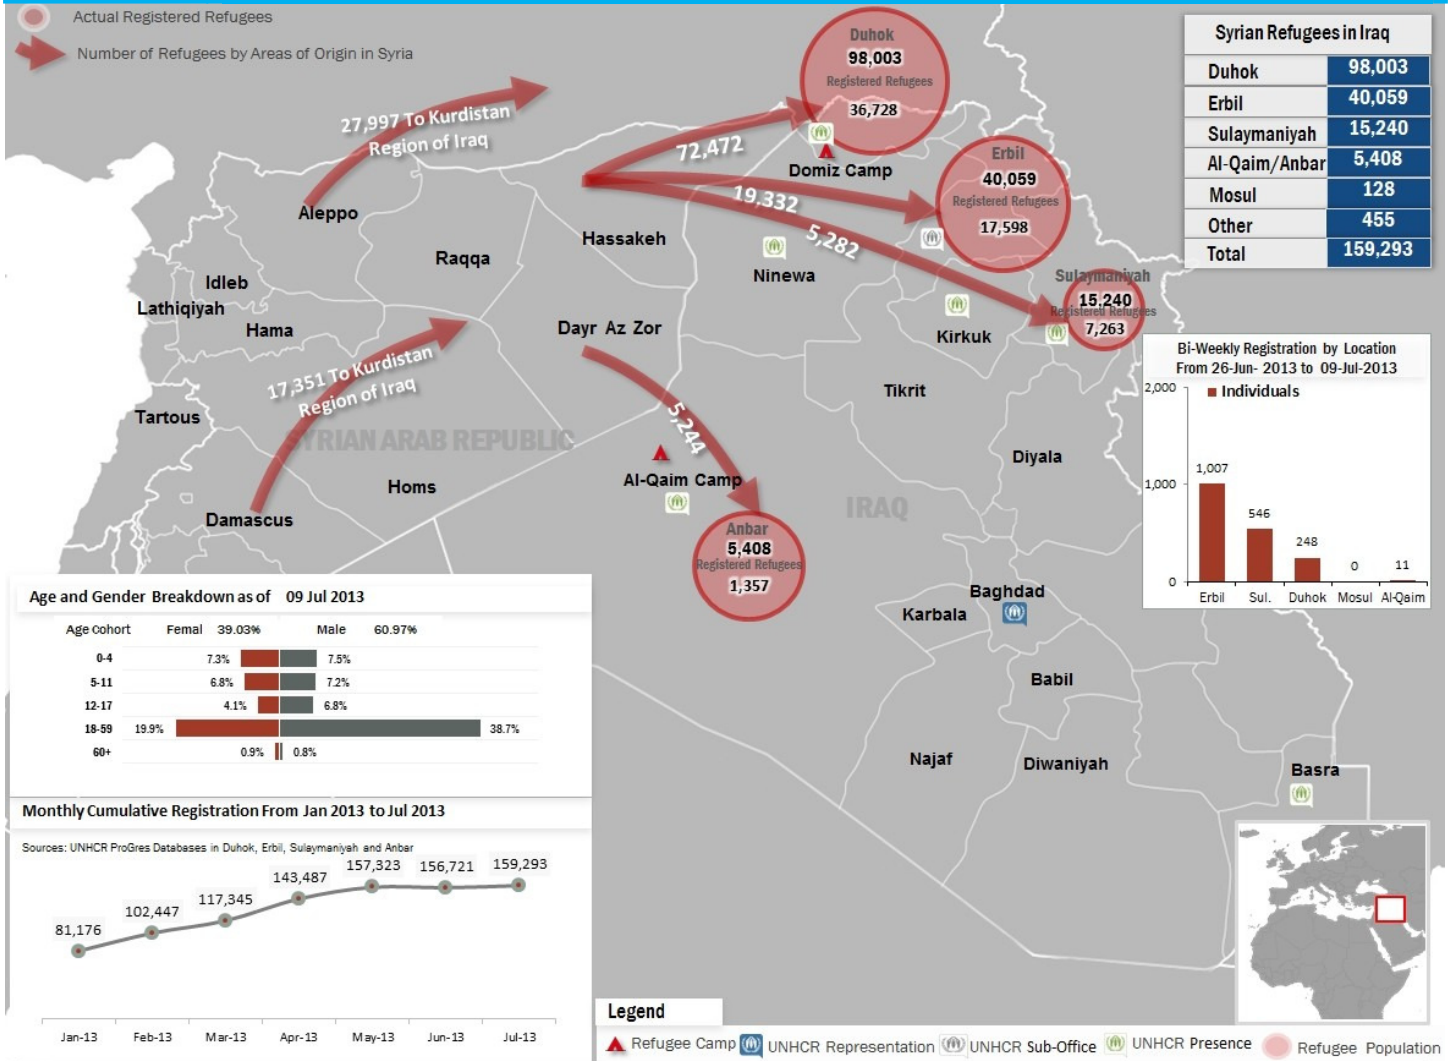 Actual Registered Refugees
Number of Refugees by Areas of Origin in Syria
27,997 To Kurdistan
Region of Iraq
72,472
19,332
5,282
17,351 To Kurdistan
Region of Iraq
5,244
Duhok
98,003
Registered Refugees
36,728
Domiz Camp
Erbil
40,059
Registered Refugees
17,598
Sulaymaniyah
15,240
Registered Refugees
7,263
Anbar
5,408
Registered Refugees
1,357
Aleppo
Raqqa
Hassakeh
Idleb
Lathiqiyah
Hama
Dayr Az Zor
Tartous
SYRIAN ARAB REPUBLIC
Homs
Damascus
Ninewa
Kirkuk
Tikrit
Diyala
Al-Qaim Camp
IRAQ
Baghdad
Karbala
Babil
Najaf
Diwaniyah
Basra
Syrian Refugees in Iraq
Duhok 98,003
Erbil 40,059
Sulaymaniyah 15,240
Al-Qaim/Anbar 5,408
Mosul 128
Other 455
Total 159,293
Bi-Weekly Registration by Location
From 26-Jun- 2013 to 09-Jul-2013
2,000
Individuals
1,000
0
1,007
546
248
0
11
Erbil Sul. Duhok Mosul Al-Qaim
Age and Gender Breakdown as of 09 Jul 2013
Age Cohort Femal 39.03% Male 60.97%
0-4 7.3% 7.5%
5-11 6.8% 7.2%
12-17 4.1% 6.8%
18-59 19.9% 38.7%
60+ 0.9% 0.8%
Monthly Cumulative Registration From Jan 2013 to Jul 2013
Sources: UNHCR ProGres Databases in Duhok, Erbil, Sulaymaniyah and Anbar
81,176 102,447 117,345 143,487 157,323 156,721 159,293
Jan-13 Feb-13 Mar-13 Apr-13 May-13 Jun-13 Jul-13
Legend
Refugee Camp UNHCR Representation UNHCR Sub-Office UNHCR Presence Refugee Population